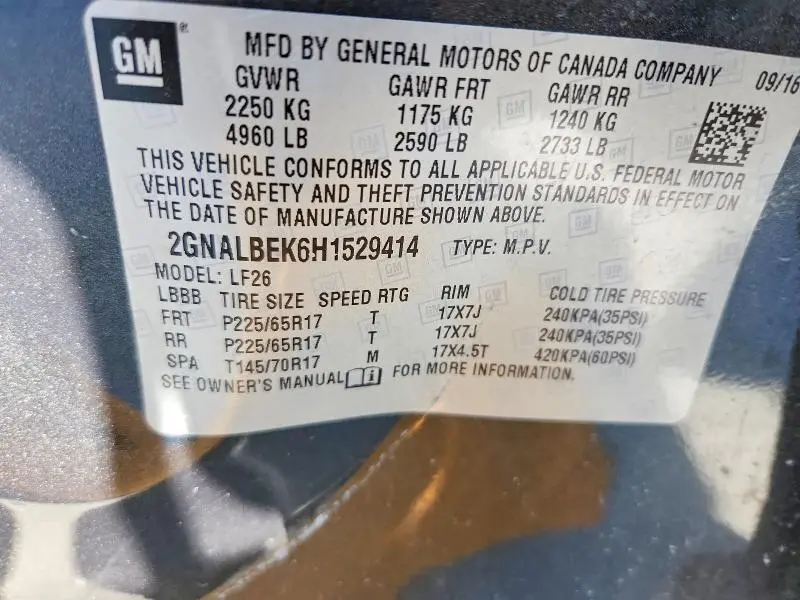 GM ®
MFD BY GENERAL MOTORS OF CANADA COMPANY 09/16
GVWR GAWR FRT GAWR RR
2250 KG 1175 KG 1240 KG
4960 LB 2590 LB 2733 LB
THIS VEHICLE CONFORMS TO ALL APPLICABLE U.S. FEDERAL MOTOR
VEHICLE SAFETY AND THEFT PREVENTION STANDARDS IN EFFECT ON
THE DATE OF MANUFACTURE SHOWN ABOVE.
2GNALBEK6H1529414 TYPE: M.P.V.
MODEL: LF26
LBBB TIRE SIZE SPEED RTG RIM COLD TIRE PRESSURE
FRT P225/65R17 T 17X7J 240KPA(35PSI)
RR P225/65R17 T 17X7J 240KPA(35PSI)
SPA T145/70R17 M 17X4.5T 420KPA(60PSI)
SEE OWNER'S MANUAL i FOR MORE INFORMATION.